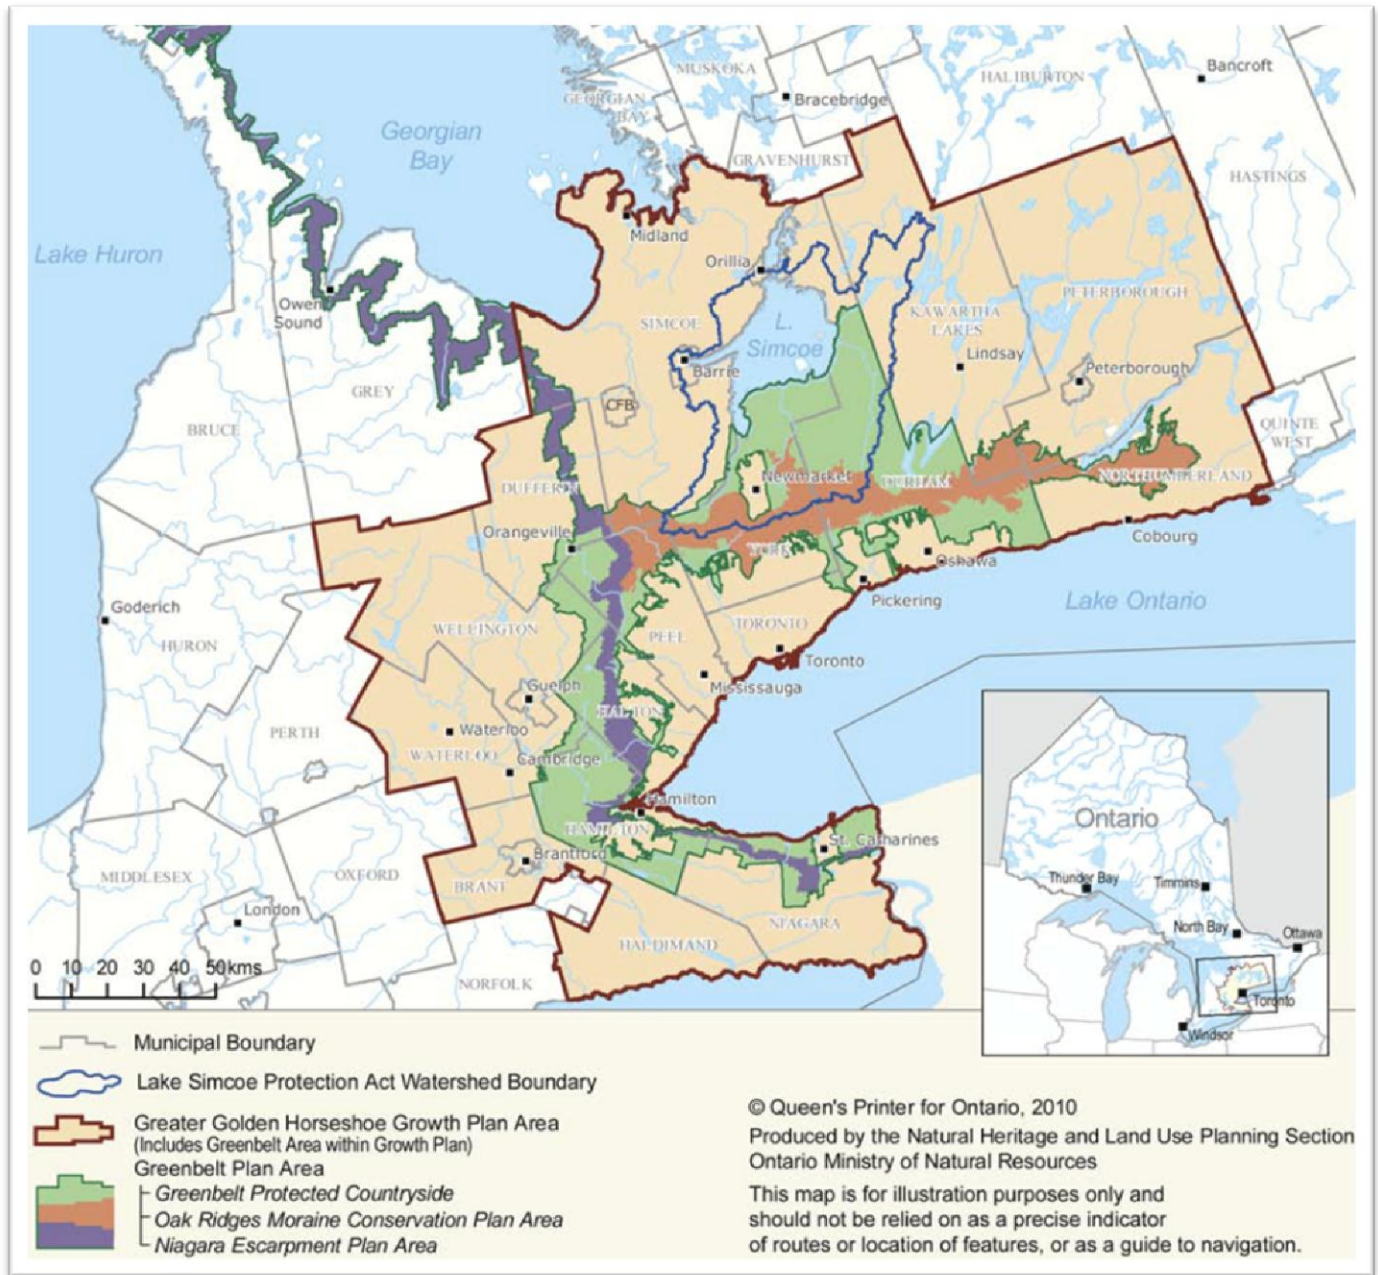 MUSKOKA
Bancroft
HALIBURTON
GEORGIAN
BAY
Bracebridge
Georgian
Bay
GRAVENHURST
HASTINGS
Midland
Lake Huron
Orillia
Owen
Sound
SIMCOE
L.
Simcoe
KAWARTHA
LAKES
PETERBOROUGH
Lindsay
Barrie
Peterborough
GREY
CFB
BRUCE
QUINTE
WEST
Newmarket
DURHAM
NORTHUMBERLAND
DUFFERIN
Orangeville
YORK
Cobourg
Oshawa
Pickering
Lake Ontario
Goderich
HURON
WELLINGTON
PEEL
TORONTO
Toronto
Guelph
Mississauga
HALTON
PERTH
Waterloo
WATERLOO
Cambridge
Hamilton
HAMILTON
St. Catharines
Brantford
MIDDLESEX
OXFORD
BRANT
London
NIAGARA
HALDIMAND
NORFOLK
0 10 20 30 40 50kms
Ontario
Thunder Bay
Timmins
North Bay
Ottawa
Toronto
Windsor
Municipal Boundary
Lake Simcoe Protection Act Watershed Boundary
Greater Golden Horseshoe Growth Plan Area
(Includes Greenbelt Area within Growth Plan)
Greenbelt Plan Area
Greenbelt Protected Countryside
Oak Ridges Moraine Conservation Plan Area
Niagara Escarpment Plan Area
© Queen's Printer for Ontario, 2010
Produced by the Natural Heritage and Land Use Planning Section
Ontario Ministry of Natural Resources
This map is for illustration purposes only and
should not be relied on as a precise indicator
of routes or location of features, or as a guide to navigation.